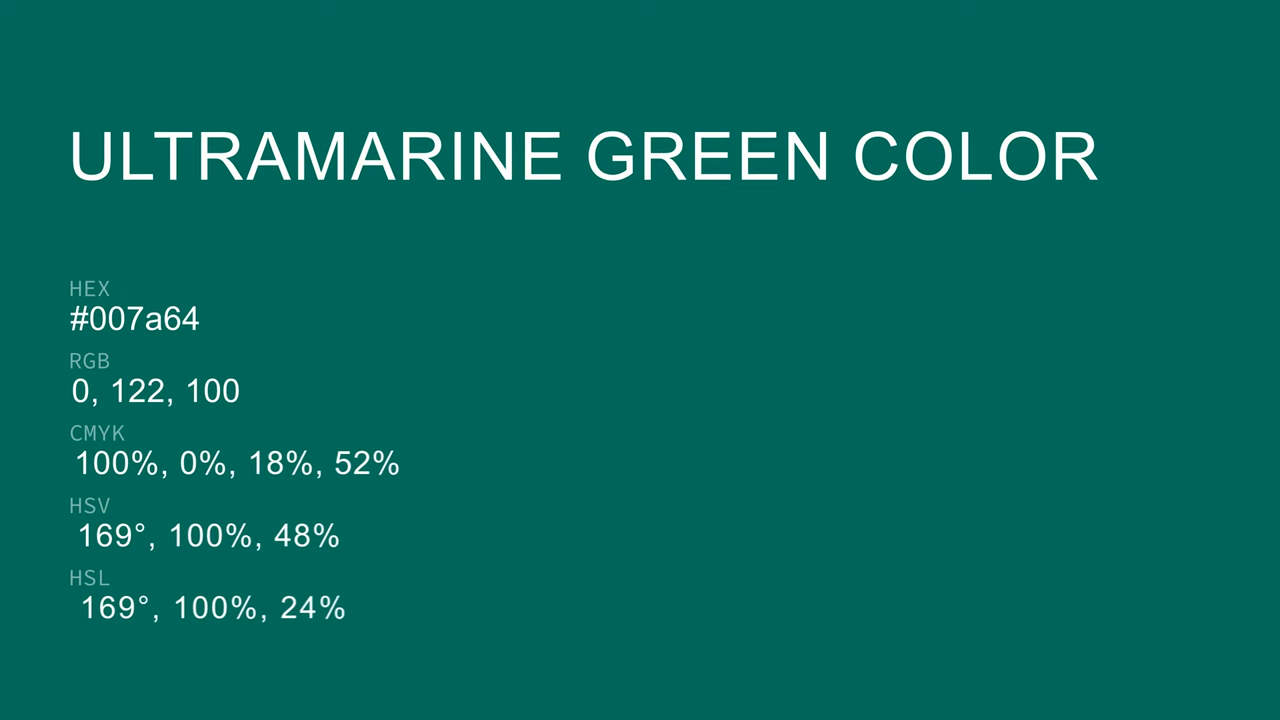 ULTRAMARINE GREEN COLOR
HEX
#007a64
RGB
0, 122, 100
CMYK
100%, 0%, 18%, 52%
HSV
169°, 100%, 48%
HSL
169°, 100%, 24%